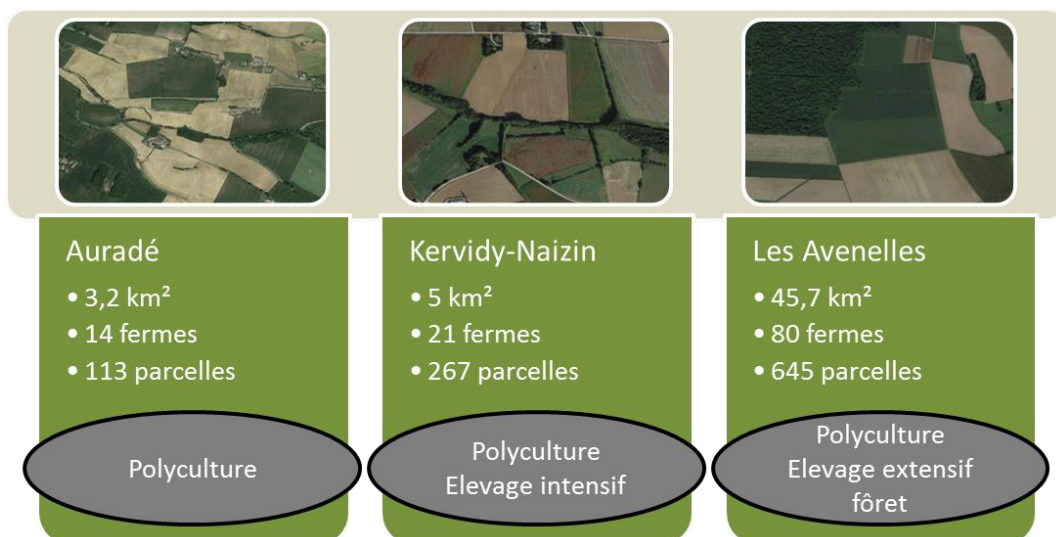 Auradé
• 3,2 km²
• 14 fermes
• 113 parcelles
Polyculture
Kervidy-Naizin
• 5 km²
• 21 fermes
• 267 parcelles
Polyculture
Elevage intensif
Les Avenelles
• 45,7 km²
• 80 fermes
• 645 parcelles
Polyculture
Elevage extensif
fôret